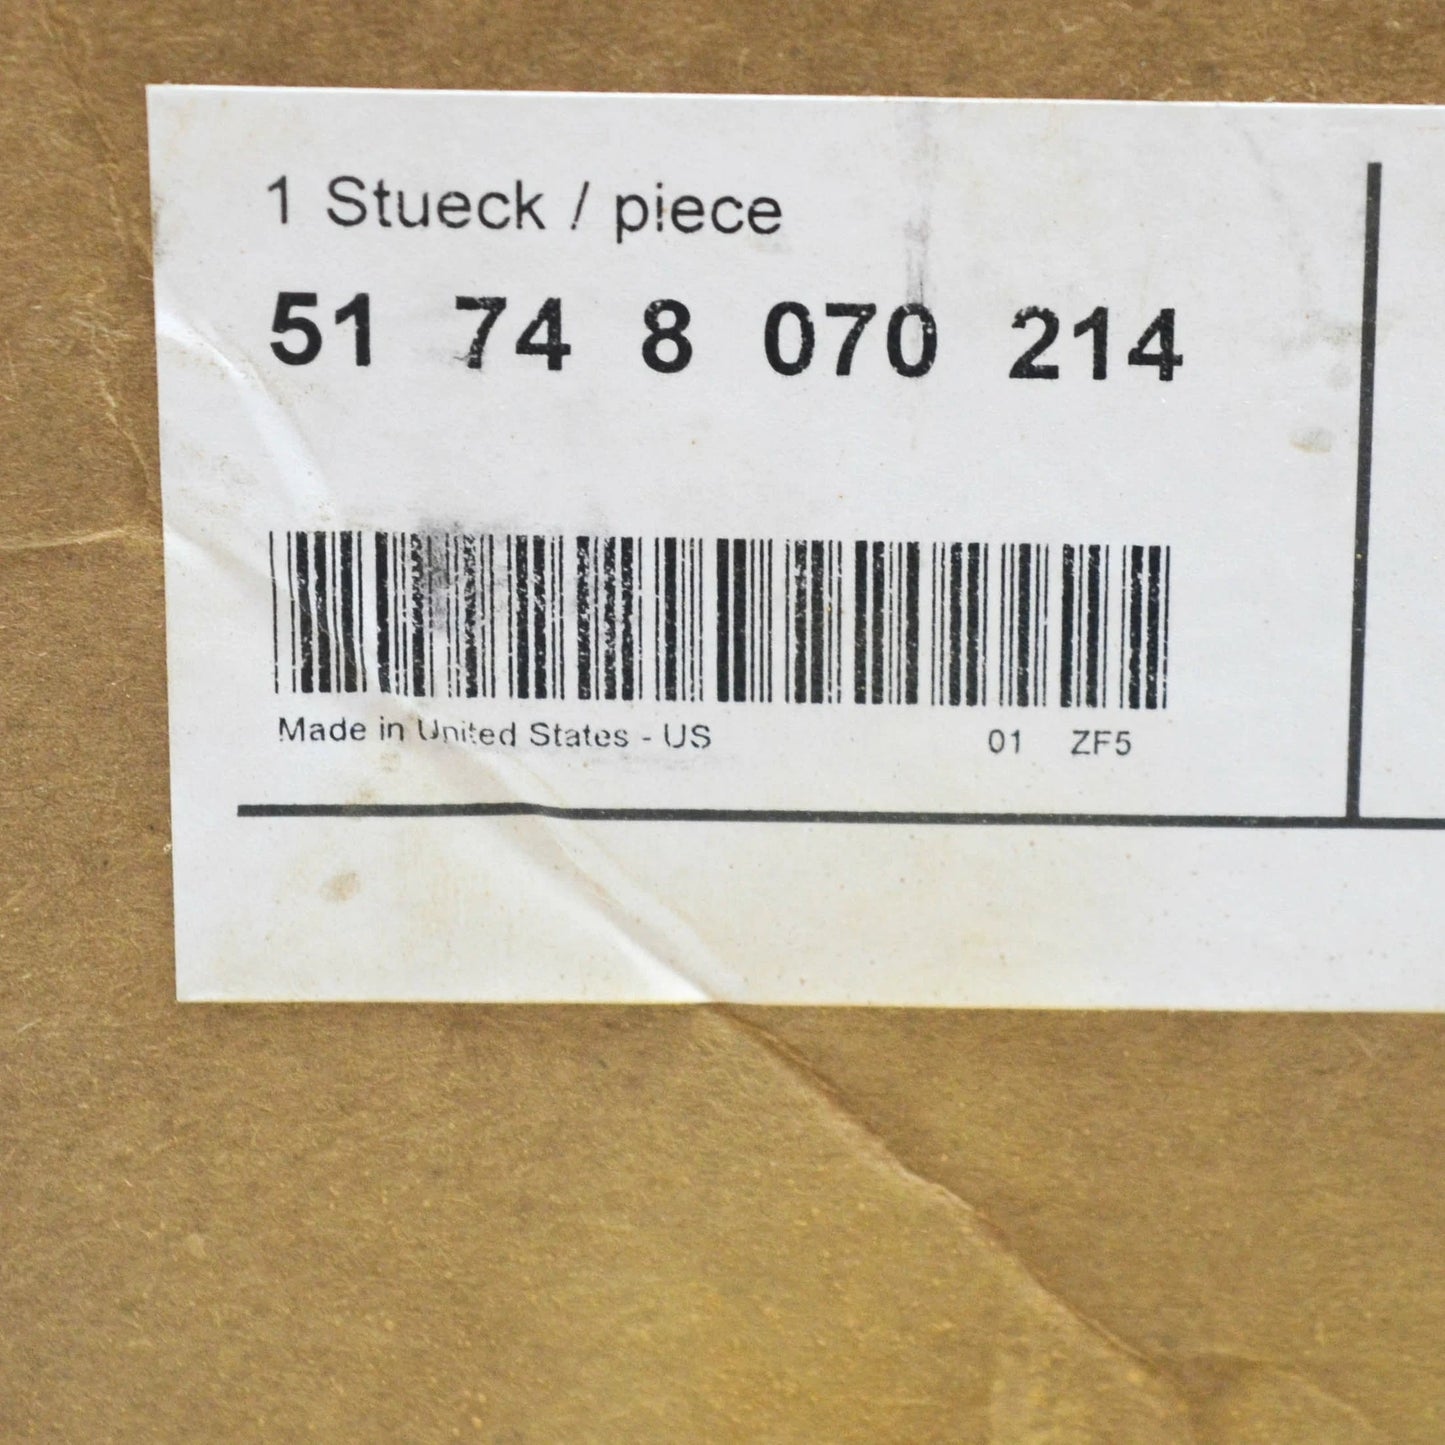 1 Stueck / piece
51 74 8 070 214
Made in United States - US
01 ZF5